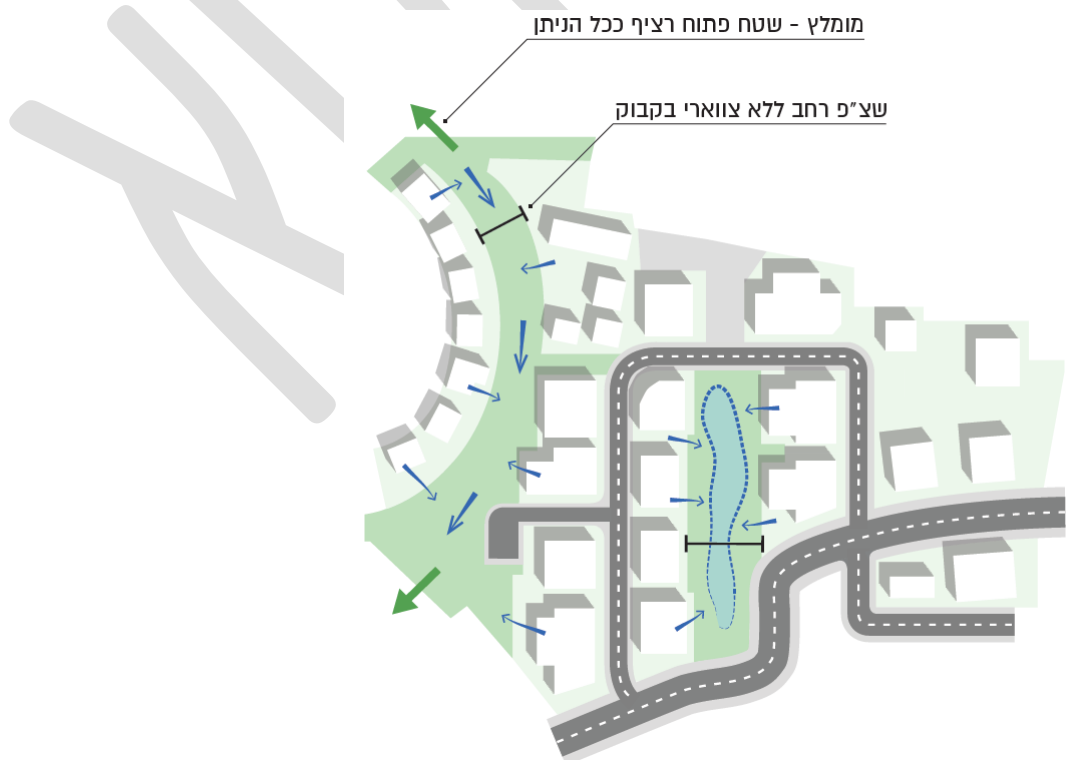 מומלץ - שטח פתוח רציף ככל הניתן
שצ"פ רחב ללא צווארי בקבוק